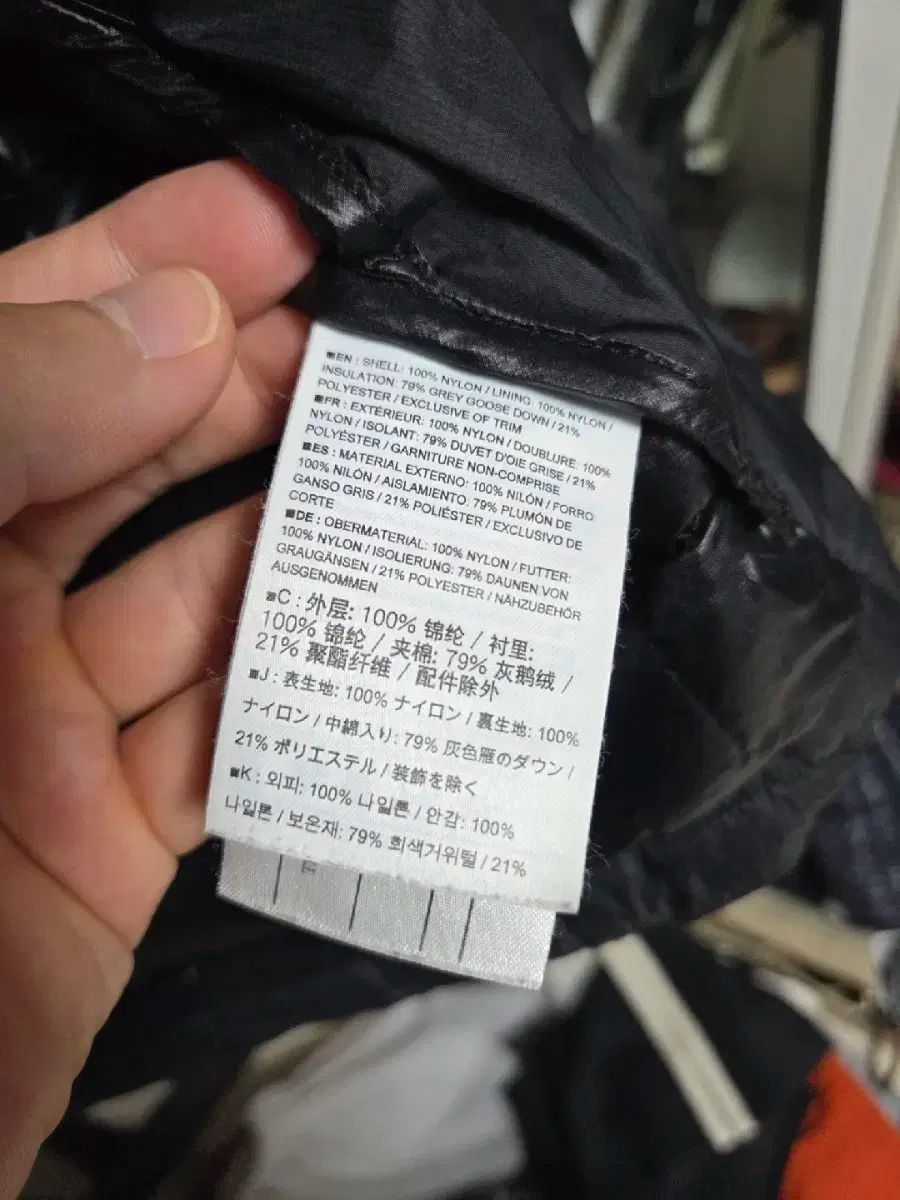 ■EN : SHELL: 100% NYLON / LINING: 100% NYLON /
INSULATION: 79% GREY GOOSE DOWN / 21%
POLYESTER / EXCLUSIVE OF TRIM
■FR : EXTÉRIEUR: 100% NYLON / DOUBLURE: 100%
NYLON / ISOLANT: 79% DUVET D'OIE GRISE / 21%
POLYESTER / GARNITURE NON-COMPRISE
■ES : MATERIAL EXTERNO: 100% NILÓN / FORRO:
100% NILÓN / AISLAMIENTO: 79% PLUMÓN DE
GANSO GRIS / 21% POLIÉSTER / EXCLUSIVO DE
CORTE
■DE : OBERMATERIAL: 100% NYLON / FUTTER:
100% NYLON / ISOLIERUNG: 79% DAUNEN VON
GRAUGÄNSEN / 21% POLYESTER / NÄHZUBEHÖR
AUSGENOMMEN
■C : 外层: 100% 锦纶 / 衬里:
100% 锦纶 / 夹棉: 79% 灰鹅绒 /
21% 聚酯纤维 / 配件除外
■J : 表生地: 100% ナイロン / 裏生地: 100%
ナイロン / 中綿入り: 79% 灰色雁のダウン /
21% ポリエステル / 装飾を除く
■K : 외피: 100% 나일론 / 안감: 100%
나일론 / 보온재: 79% 회색거위털 / 21%